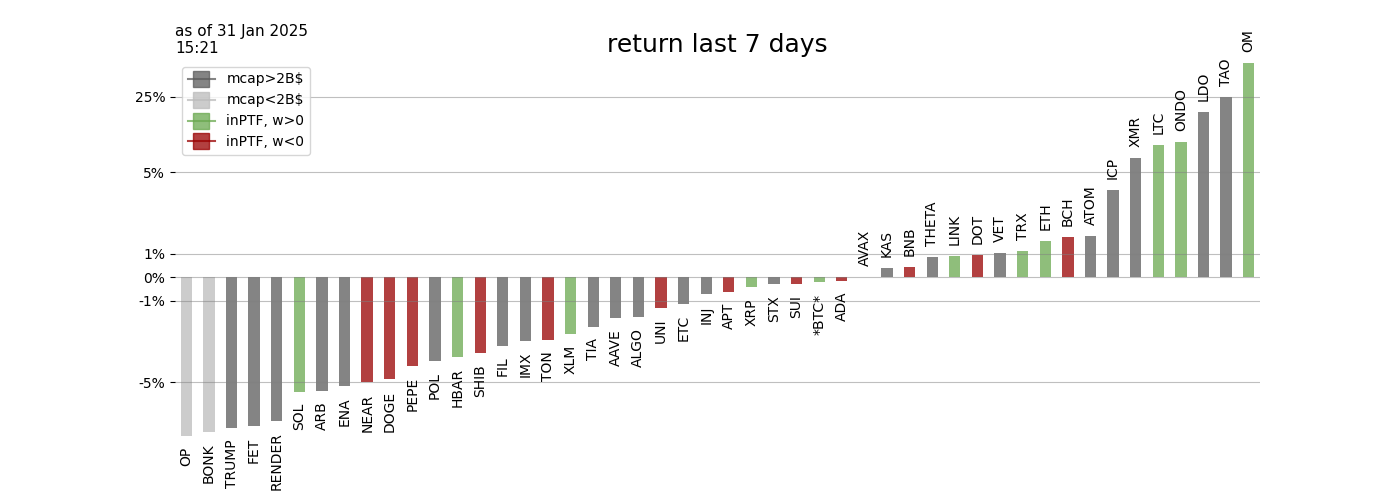 as of 31 Jan 2025
15:21
return last 7 days
mcap>2B$
mcap<2B$
inPTF, w>0
inPTF, w<0
25%
5%
1%
0%
-1%
-5%
OP
BONK
TRUMP
FET
RENDER
SOL
ARB
ENA
NEAR
DOGE
PEPE
POL
HBAR
SHIB
FIL
IMX
TON
XLM
TIA
AAVE
ALGO
UNI
ETC
INJ
APT
XRP
STX
SUI
*BTC*
ADA
AVAX
KAS
BNB
THETA
LINK
DOT
VET
TRX
ETH
BCH
ATOM
ICP
XMR
LTC
ONDO
LDO
TAO
OM